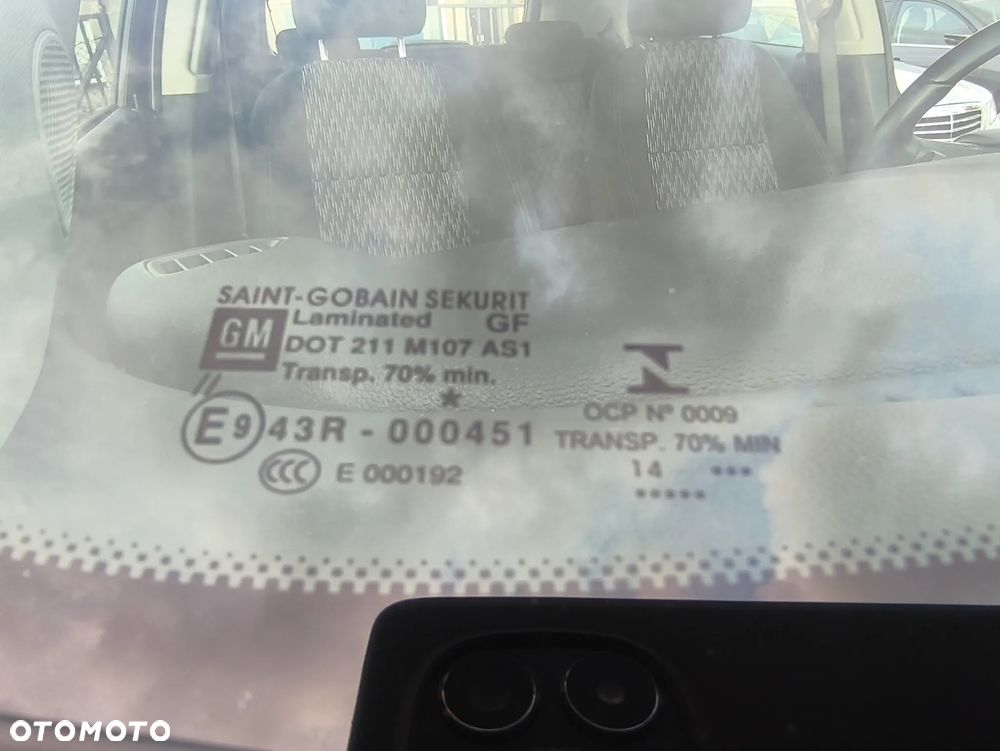 SAINT-GOBAIN SEKURIT
GM
Laminated GF
DOT 211 M107 AS1
Transp. 70% min.
E9 43R - 000451
CCC E 000192
OCP Nº 0009
TRANSP. 70% MIN
14
OTOMOTO